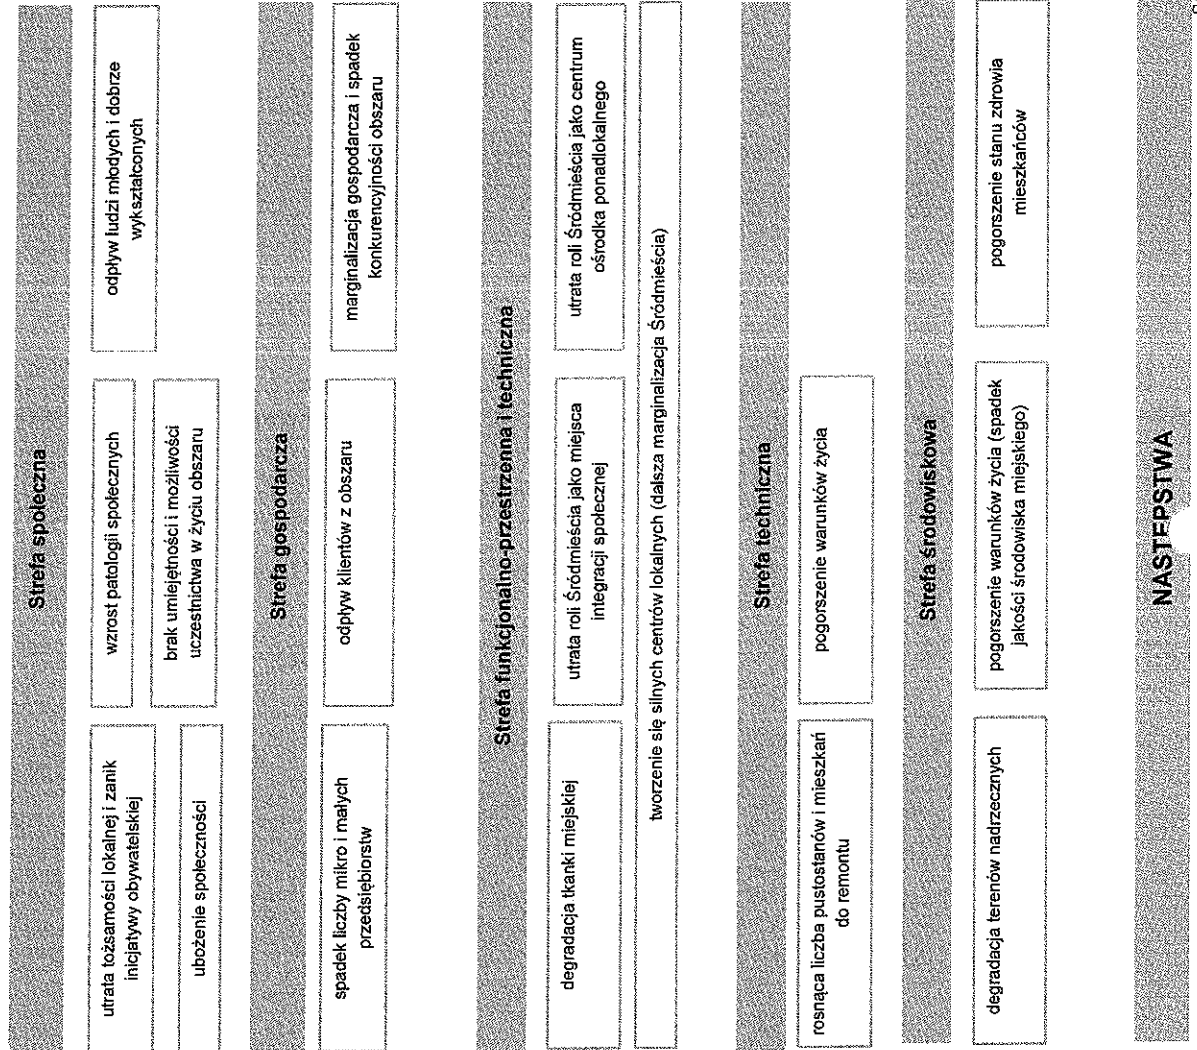 Strefa społeczna
utrata tożsamości lokalnej i zanik
inicjatywy obywatelskiej
wzrost patologii społecznych
odpływ ludzi młodych i dobrze
wykształconych
ubożenie społeczności
brak umiejętności i możliwości
uczestnictwa w życiu obszaru
Strefa gospodarcza
spadek liczby mikro i małych
przedsiębiorstw
odpływ klientów z obszaru
marginalizacja gospodarcza i spadek
konkurencyjności obszaru
Strefa funkcjonalno-przestrzenna i techniczna
degradacja tkanki miejskiej
utrata roli Śródmieścia jako miejsca
integracji społecznej
utrata roli Śródmieścia jako centrum
ośrodka ponadlokalnego
tworzenie się silnych centrów lokalnych (dalsza marginalizacja Śródmieścia)
Strefa techniczna
rosnąca liczba pustostanów i mieszkań
do remontu
pogorszenie warunków życia
Strefa środowiskowa
degradacja terenów nadrzecznych
pogorszenie warunków życia (spadek
jakości środowiska miejskiego)
pogorszenie stanu zdrowia
mieszkańców
NASTĘPSTWA